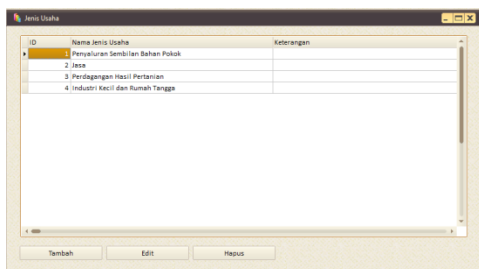 Jenis Usaha
ID Nama Jenis Usaha Keterangan
1 Penyaluran Sembilan Bahan Pokok
2 Jasa
3 Perdagangan Hasil Pertanian
4 Industri Kecil dan Rumah Tangga
Tambah Edit Hapus